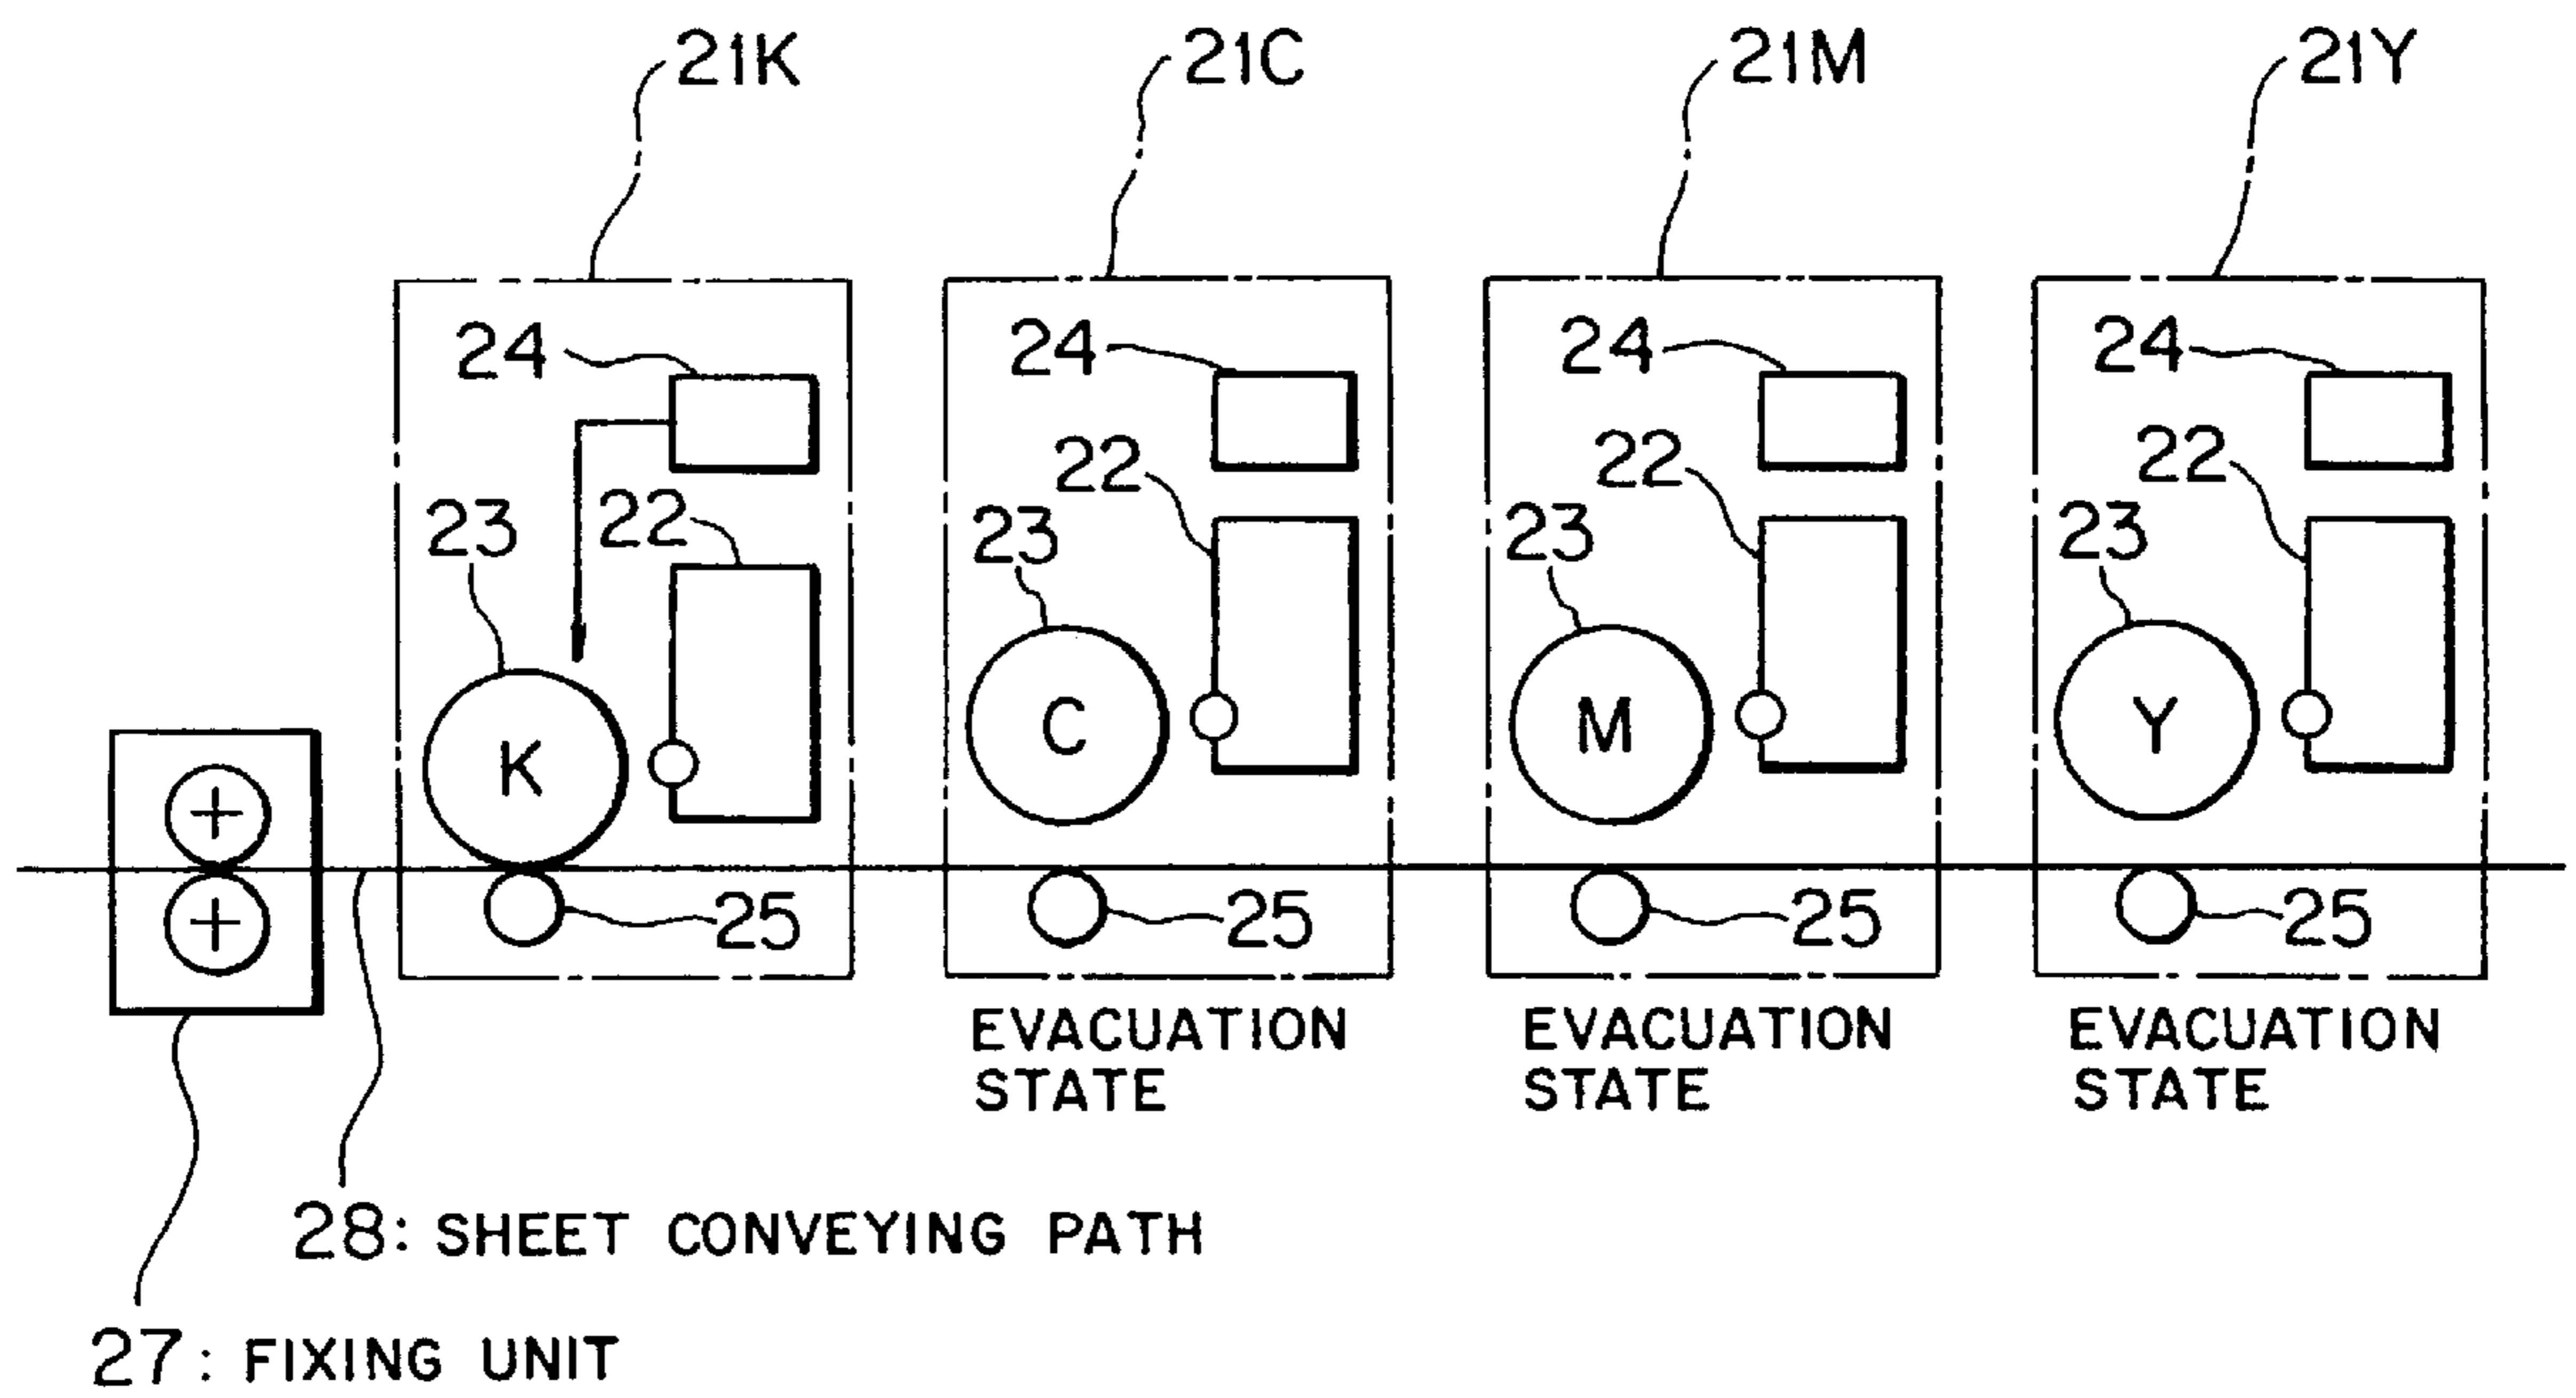 21K 21C 21M 21Y
24 24 24 24
22 22 22
23 22 23 23 23
K C M Y
25 25 25 25
EVACUATION STATE EVACUATION STATE EVACUATION STATE
28: SHEET CONVEYING PATH
27: FIXING UNIT